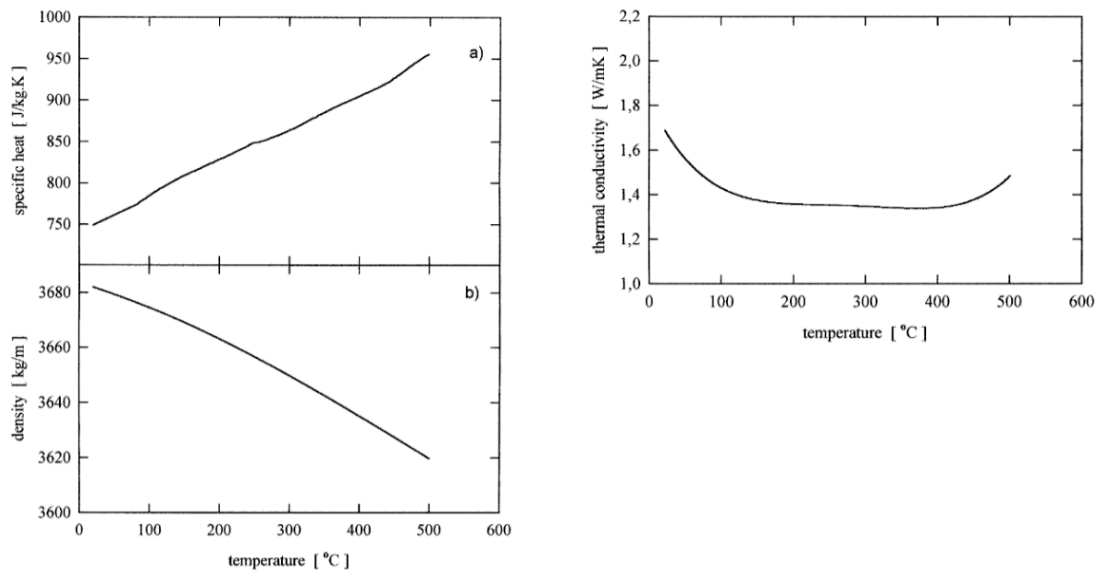 1000
950
900
850
800
750
specific heat [ J/kg.K ]
a)
3680
3660
3640
3620
3600
density [ kg/m ]
b)
0 100 200 300 400 500 600
temperature [ °C ]
2,2
2,0
1,8
1,6
1,4
1,2
1,0
thermal conductivity [ W/mK ]
0 100 200 300 400 500 600
temperature [ °C ]